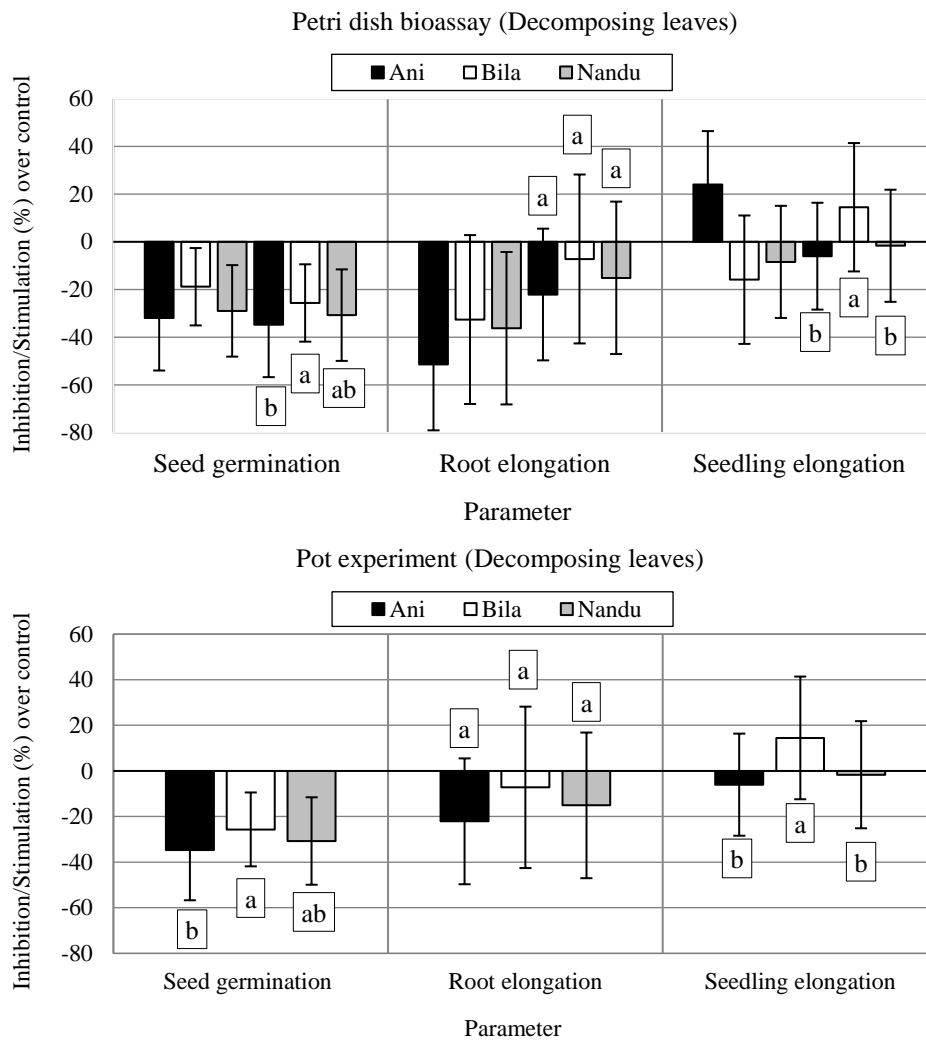 Petri dish bioassay (Decomposing leaves)
Ani Bila Nandu
Inhibition/Stimulation (%) over control
60
40
20
0
-20
-40
-60
-80
b a ab
a a a
b a b
Seed germination Root elongation Seedling elongation
Parameter
Pot experiment (Decomposing leaves)
Ani Bila Nandu
Inhibition/Stimulation (%) over control
60
40
20
0
-20
-40
-60
-80
b a ab
a a a
b a b
Seed germination Root elongation Seedling elongation
Parameter